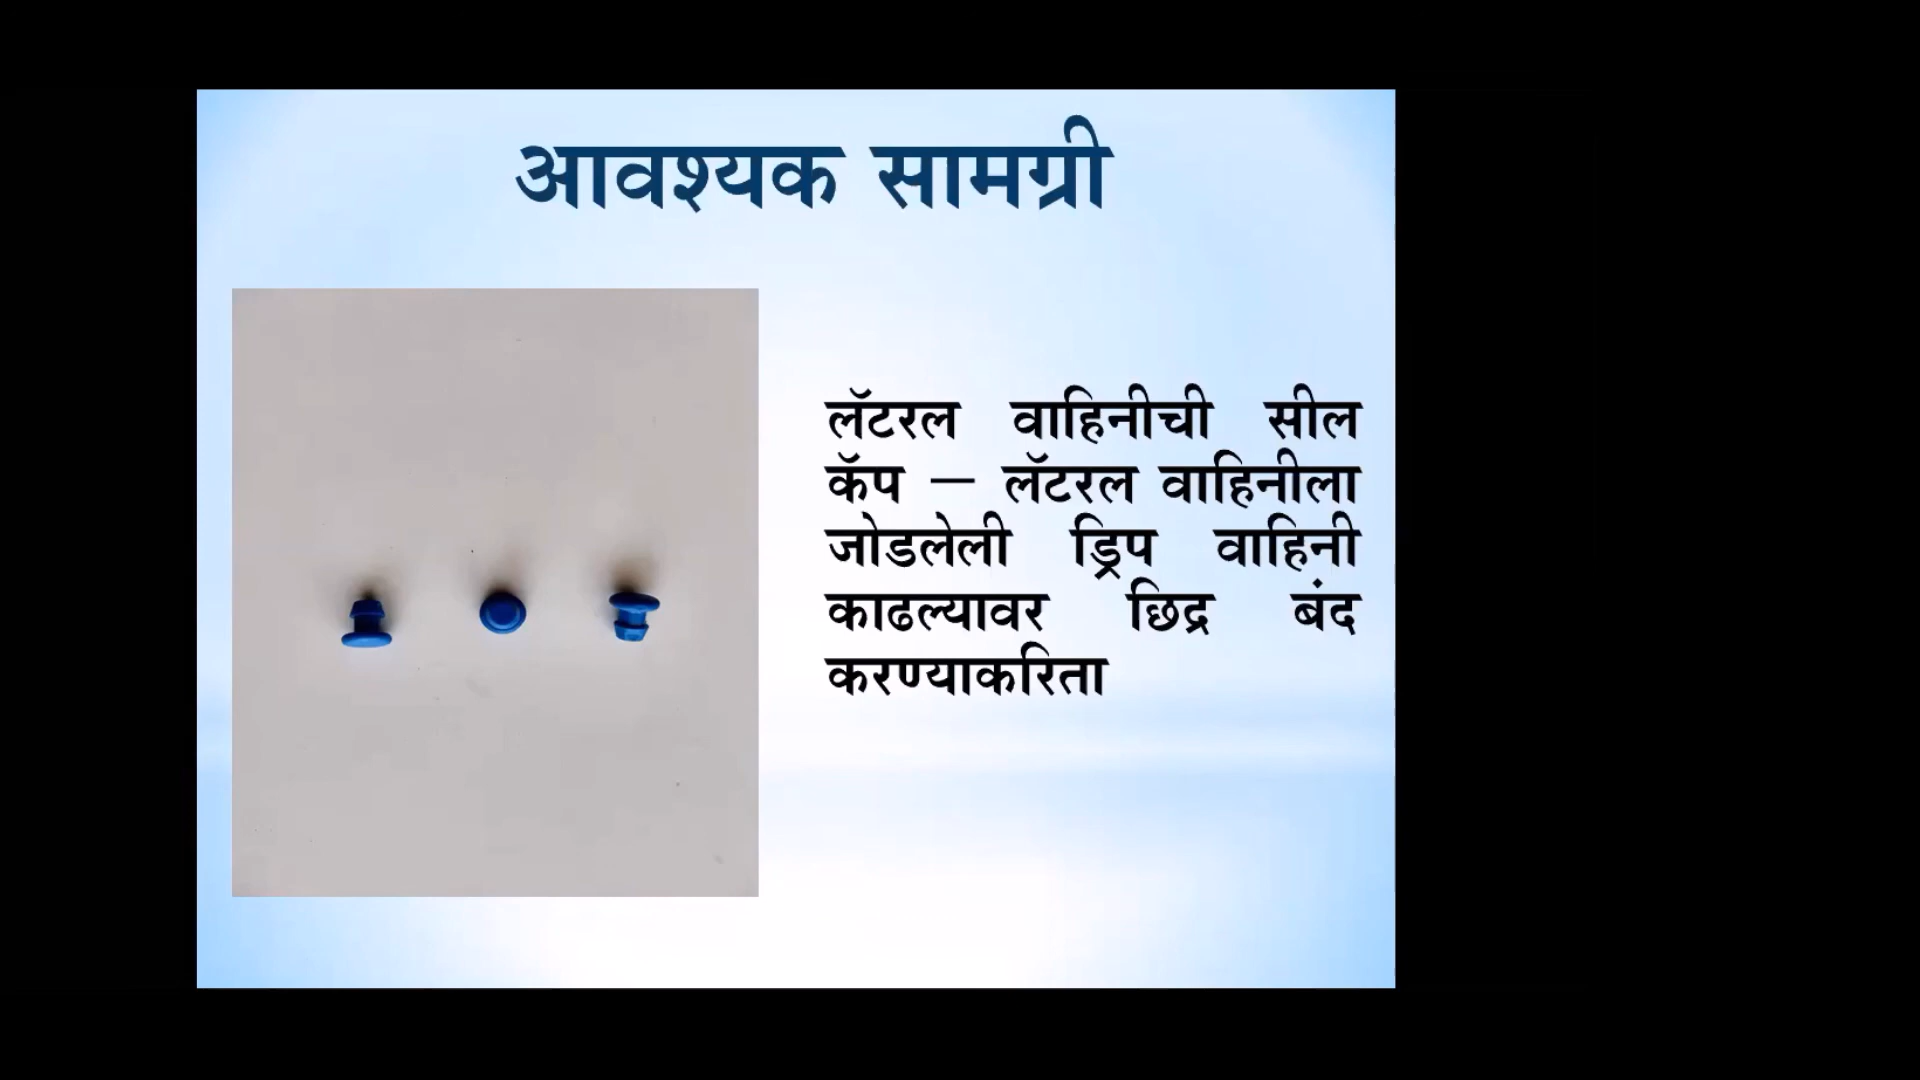 आवश्यक सामग्री
लॅटरल वाहिनीची सील
कॅप – लॅटरल वाहिनीला
जोडलेली ड्रिप वाहिनी
काढल्यावर छिद्र बंद
करण्याकरिता